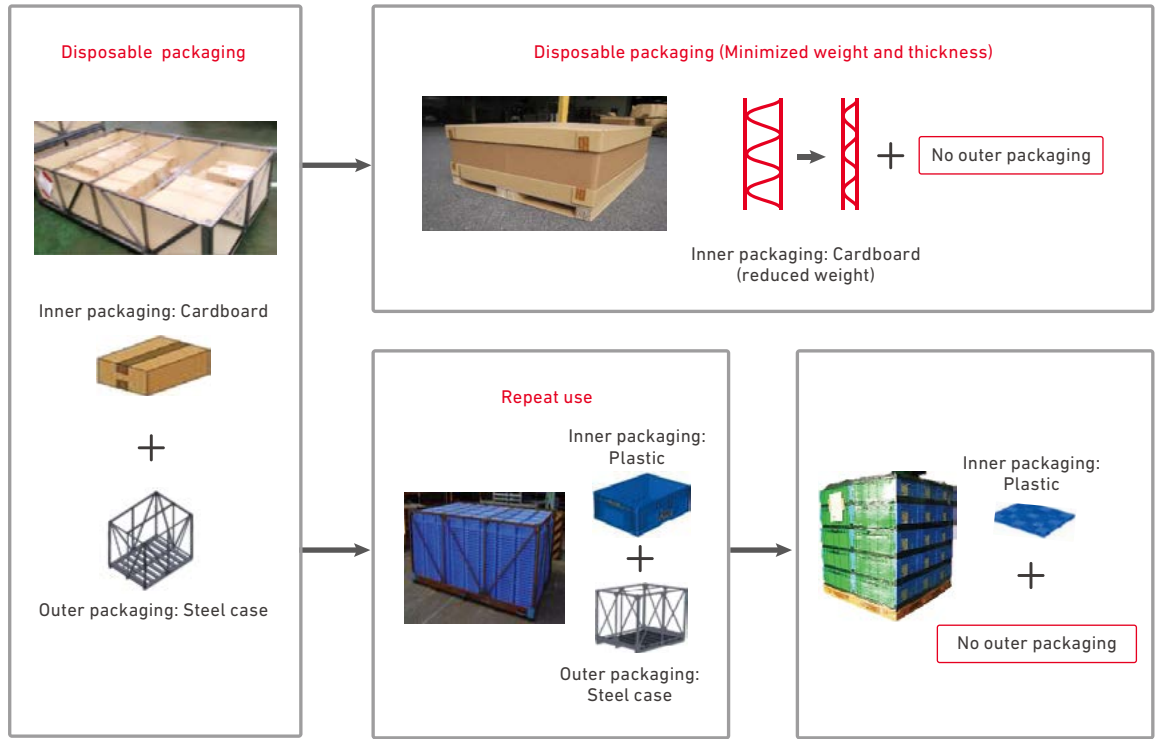 Disposable packaging
Inner packaging: Cardboard
Outer packaging: Steel case
Disposable packaging (Minimized weight and thickness)
No outer packaging
Inner packaging: Cardboard
(reduced weight)
Repeat use
Inner packaging:
Plastic
Outer packaging:
Steel case
Inner packaging:
Plastic
No outer packaging